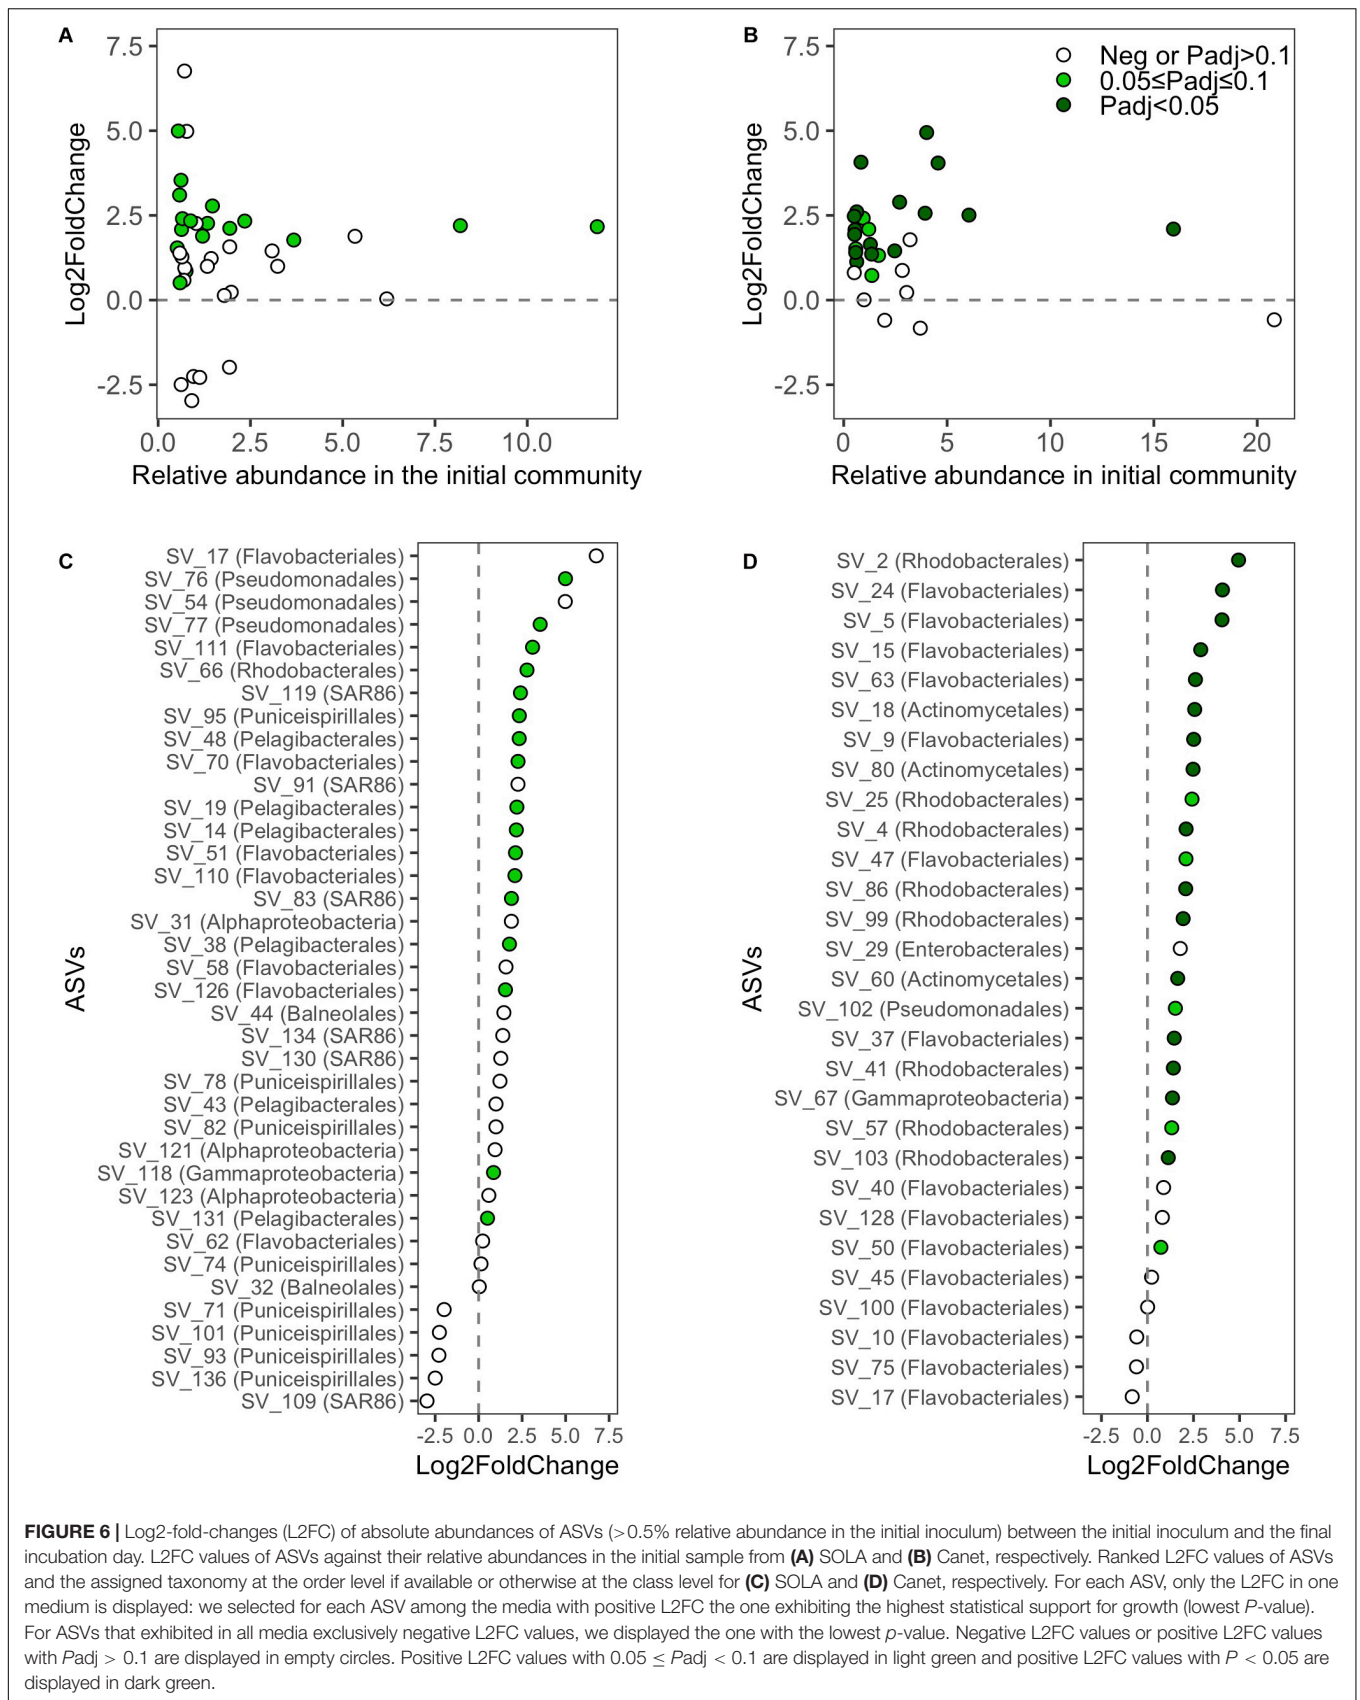 A
7.5
5.0
2.5
0.0
-2.5
Log2FoldChange
0.0 2.5 5.0 7.5 10.0
Relative abundance in the initial community
B
7.5
5.0
2.5
0.0
-2.5
Log2FoldChange
Neg or Padj>0.1
0.05≤Padj≤0.1
Padj<0.05
0 5 10 15 20
Relative abundance in initial community
C
ASVs
SV_17 (Flavobacteriales)
SV_76 (Pseudomonadales)
SV_54 (Pseudomonadales)
SV_77 (Pseudomonadales)
SV_111 (Flavobacteriales)
SV_66 (Rhodobacterales)
SV_119 (SAR86)
SV_95 (Puniceispirillales)
SV_48 (Pelagibacterales)
SV_70 (Flavobacteriales)
SV_91 (SAR86)
SV_19 (Pelagibacterales)
SV_14 (Pelagibacterales)
SV_51 (Flavobacteriales)
SV_110 (Flavobacteriales)
SV_83 (SAR86)
SV_31 (Alphaproteobacteria)
SV_38 (Pelagibacterales)
SV_58 (Flavobacteriales)
SV_126 (Flavobacteriales)
SV_44 (Balneolales)
SV_134 (SAR86)
SV_130 (SAR86)
SV_78 (Puniceispirillales)
SV_43 (Pelagibacterales)
SV_82 (Puniceispirillales)
SV_121 (Alphaproteobacteria)
SV_118 (Gammaproteobacteria)
SV_123 (Alphaproteobacteria)
SV_131 (Pelagibacterales)
SV_62 (Flavobacteriales)
SV_74 (Puniceispirillales)
SV_32 (Balneolales)
SV_71 (Puniceispirillales)
SV_101 (Puniceispirillales)
SV_93 (Puniceispirillales)
SV_136 (Puniceispirillales)
SV_109 (SAR86)
-2.5 0.0 2.5 5.0 7.5
Log2FoldChange
D
ASVs
SV_2 (Rhodobacterales)
SV_24 (Flavobacteriales)
SV_5 (Flavobacteriales)
SV_15 (Flavobacteriales)
SV_63 (Flavobacteriales)
SV_18 (Actinomycetales)
SV_9 (Flavobacteriales)
SV_80 (Actinomycetales)
SV_25 (Rhodobacterales)
SV_4 (Rhodobacterales)
SV_47 (Flavobacteriales)
SV_86 (Rhodobacterales)
SV_99 (Rhodobacterales)
SV_29 (Enterobacterales)
SV_60 (Actinomycetales)
SV_102 (Pseudomonadales)
SV_37 (Flavobacteriales)
SV_41 (Rhodobacterales)
SV_67 (Gammaproteobacteria)
SV_57 (Rhodobacterales)
SV_103 (Rhodobacterales)
SV_40 (Flavobacteriales)
SV_128 (Flavobacteriales)
SV_50 (Flavobacteriales)
SV_45 (Flavobacteriales)
SV_100 (Flavobacteriales)
SV_10 (Flavobacteriales)
SV_75 (Flavobacteriales)
SV_17 (Flavobacteriales)
-2.5 0.0 2.5 5.0 7.5
Log2FoldChange
FIGURE 6 | Log2-fold-changes (L2FC) of absolute abundances of ASVs (>0.5% relative abundance in the initial inoculum) between the initial inoculum and the final
incubation day. L2FC values of ASVs against their relative abundances in the initial sample from (A) SOLA and (B) Canet, respectively. Ranked L2FC values of ASVs
and the assigned taxonomy at the order level if available or otherwise at the class level for (C) SOLA and (D) Canet, respectively. For each ASV, only the L2FC in one
medium is displayed: we selected for each ASV among the media with positive L2FC the one exhibiting the highest statistical support for growth (lowest P-value).
For ASVs that exhibited in all media exclusively negative L2FC values, we displayed the one with the lowest p-value. Negative L2FC values or positive L2FC values
with Padj > 0.1 are displayed in empty circles. Positive L2FC values with 0.05 ≤ Padj < 0.1 are displayed in light green and positive L2FC values with P < 0.05 are
displayed in dark green.